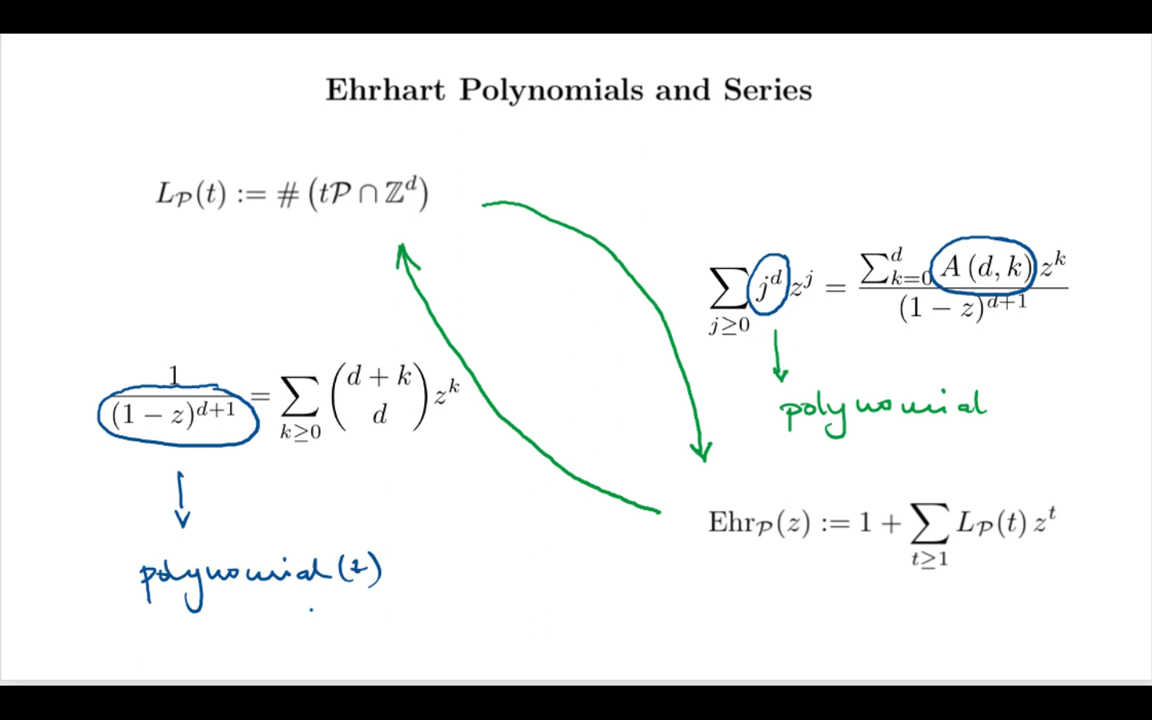 Ehrhart Polynomials and Series
L_P(t) := # (tP ∩ ℤ^d)
∑_{j≥0} j^d z^j = ∑_{k=0}^d A (d, k) z^k / (1 − z)^{d+1}
1 / (1 − z)^{d+1} = ∑_{k≥0} (d + k choose d) z^k
polynomial
Ehr_P(z) := 1 + ∑_{t≥1} L_P(t) z^t
polynomial (z)